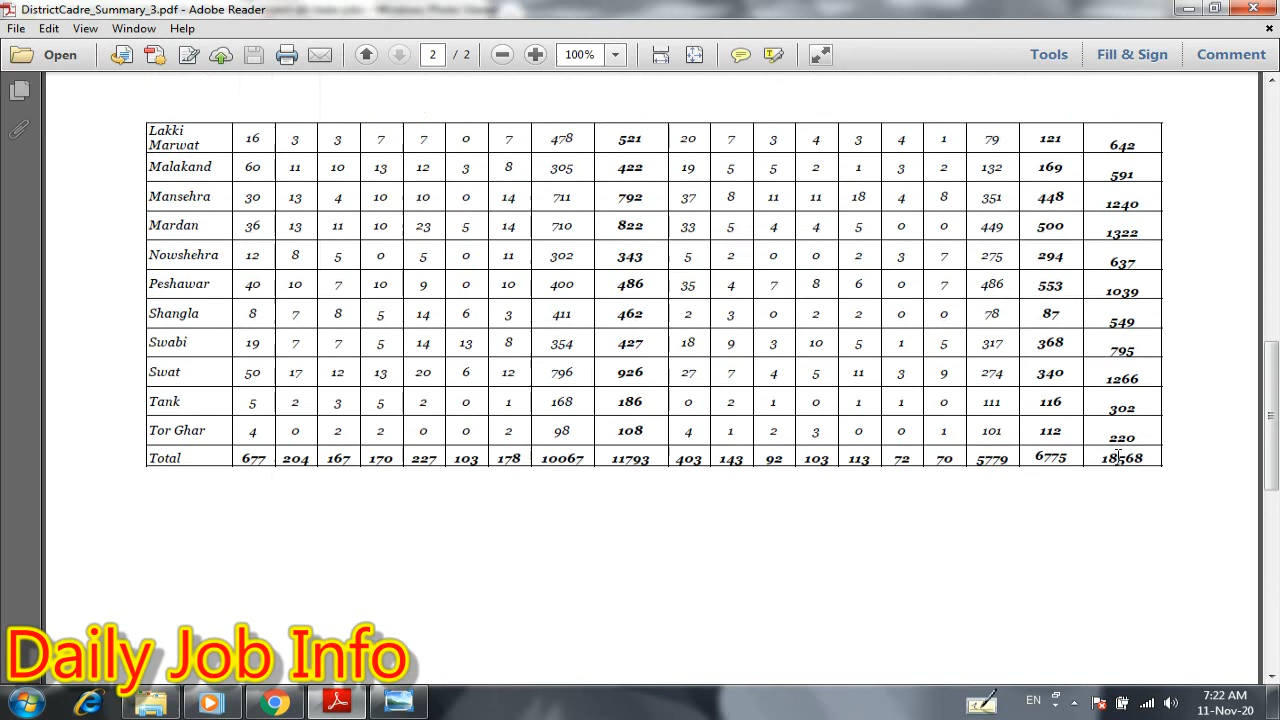 DistrictCadre_Summary_3.pdf - Adobe Reader
File Edit View Window Help
Open 2 / 2 100% Tools Fill & Sign Comment
Lakki Marwat 16 3 3 7 7 0 7 478 521 20 7 3 4 3 4 1 79 121 642
Malakand 60 11 10 13 12 3 8 305 422 19 5 5 2 1 3 2 132 169 591
Mansehra 30 13 4 10 10 0 14 711 792 37 8 11 11 18 4 8 351 448 1240
Mardan 36 13 11 10 23 5 14 710 822 33 5 4 4 5 0 0 449 500 1322
Nowshehra 12 8 5 0 5 0 11 302 343 5 2 0 0 2 3 7 275 294 637
Peshawar 40 10 7 10 9 0 10 400 486 35 4 7 8 6 0 7 486 553 1039
Shangla 8 7 8 5 14 6 3 411 462 2 3 0 2 2 0 0 78 87 549
Swabi 19 7 7 5 14 13 8 354 427 18 9 3 10 5 1 5 317 368 795
Swat 50 17 12 13 20 6 12 796 926 27 7 4 5 11 3 9 274 340 1266
Tank 5 2 3 5 2 0 1 168 186 0 2 1 0 1 1 0 111 116 302
Tor Ghar 4 0 2 2 0 0 2 98 108 4 1 2 3 0 0 1 101 112 220
Total 677 204 167 170 227 103 178 10067 11793 403 143 92 103 113 72 70 5779 6775 18568
Daily Job Info
EN 7:22 AM
11-Nov-20